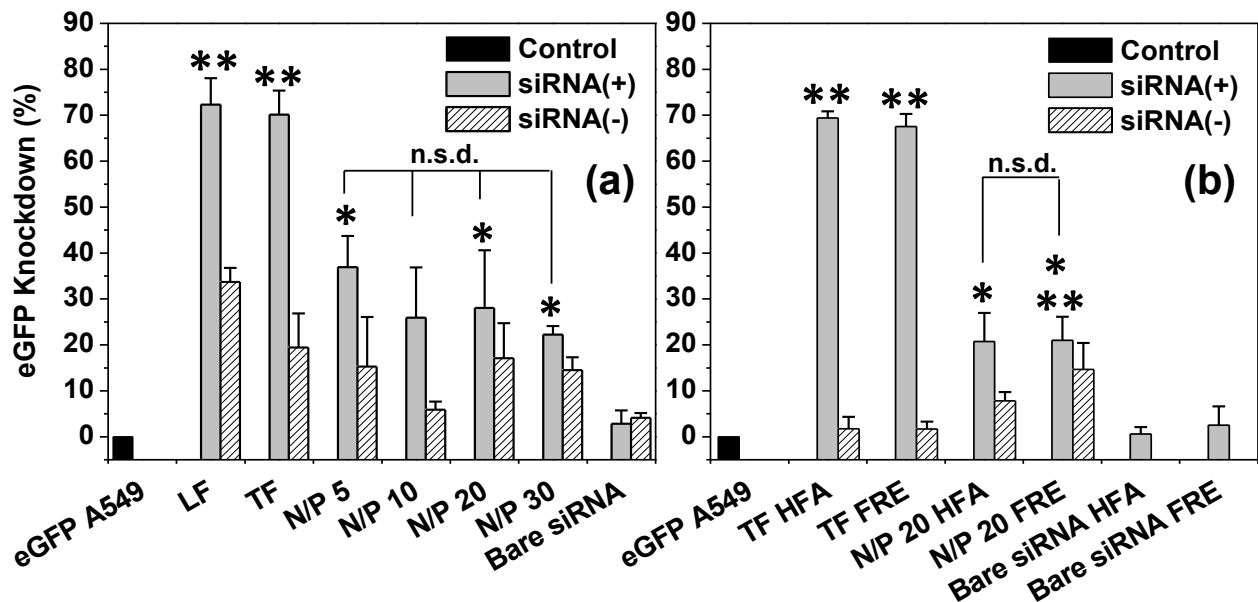 eGFP Knockdown (%)
90
80
70
60
50
40
30
20
10
0
Control
siRNA(+)
siRNA(-)
**
**
n.s.d.
(a)
*
*
*
eGFP A549
LF
TF
N/P 5
N/P 10
N/P 20
N/P 30
Bare siRNA
90
80
70
60
50
40
30
20
10
0
Control
siRNA(+)
siRNA(-)
**
**
n.s.d.
(b)
*
*
**
eGFP A549
TF HFA
TF FRE
N/P 20 HFA
N/P 20 FRE
Bare siRNA HFA
Bare siRNA FRE